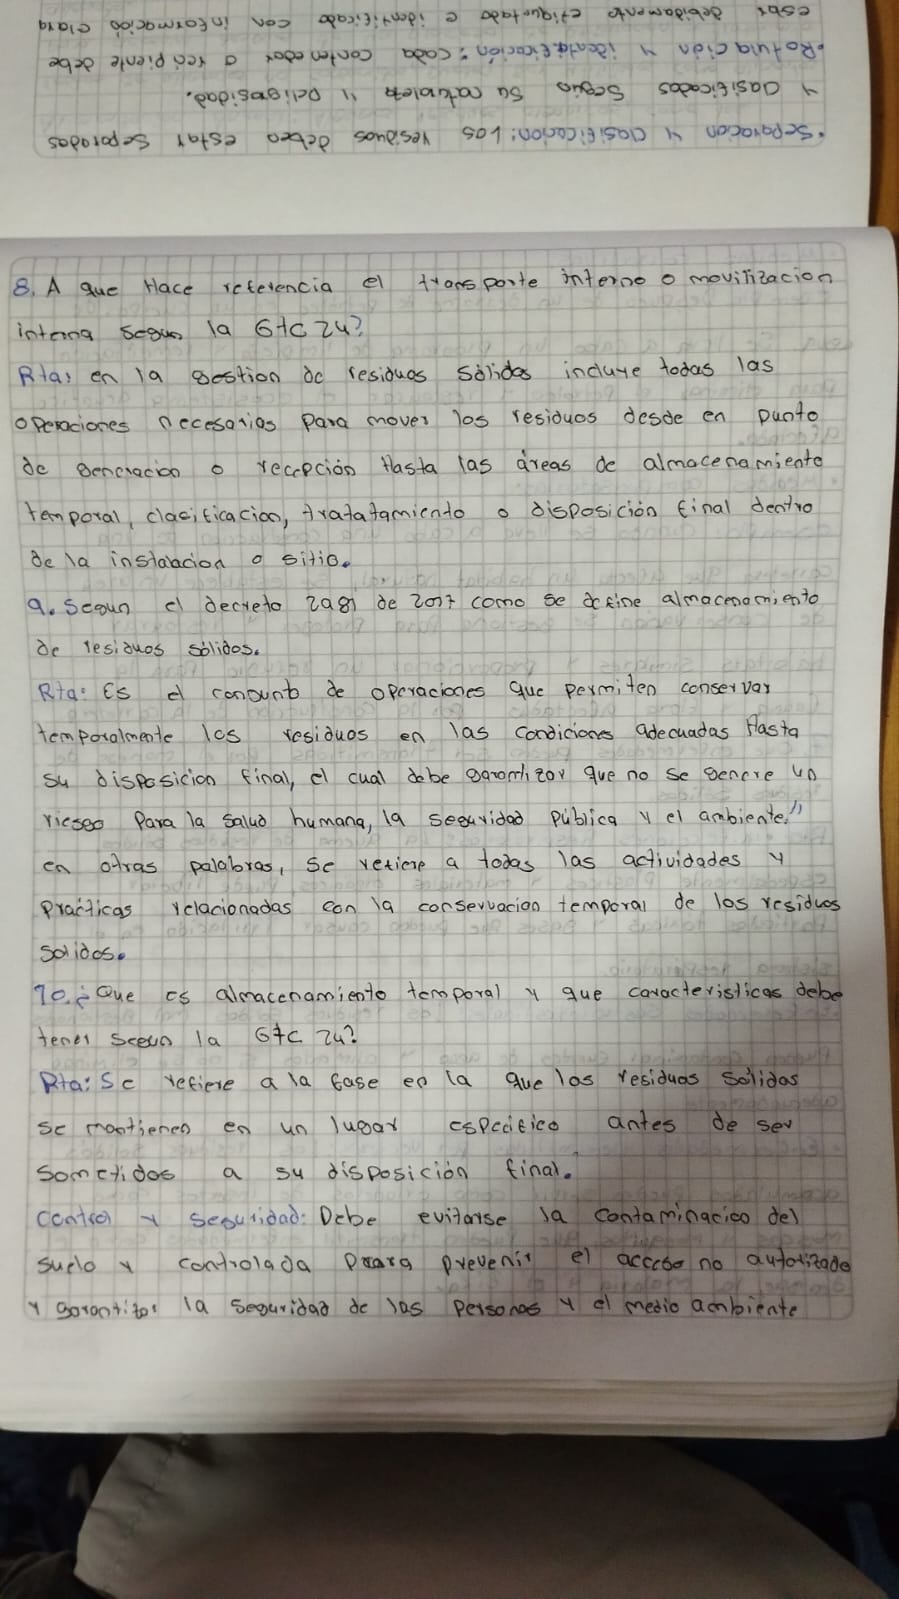 8. A que Hace referencia el transporte interno o movilizacion
interna segun la GtC 24?
Rta: en la gestion de residuos sólidos incluye todas las
operaciones necesarias para mover los residuos desde en punto
de generacion o recepción Hasta las áreas de almacenamiento
temporal, clacificacion, tratatamiento o disposición final dentro
de la instalacion o sitio.
9. Segun el decreto 2981 de 2017 como se define almacenamiento
de residuos sólidos.
Rta: Es el conjunto de operaciones que permiten conservar
temporalmente los residuos en las condiciones adecuadas Hasta
su disposicion final, el cual debe garantizar que no se genere un
riesgo Para la salud humana, la seguridad Pública y el ambiente."
en otras palabras, se refiere a todas las actividades y
Prácticas relacionadas con la conservacion temporal de los residuos
solidos.
10. ¿Que es almacenamiento temporal y que caracteristicas debe
tener segun la GtC 24?
Rta: Se refiere a la fase en la que los residuos Sólidos
se mantienen en un lugar especifico antes de ser
sometidos a su disposición final.
Control y seguridad: Debe evitarse la contaminacion del
suelo y controlada para prevenir el acceso no autorizado
y garantizar la seguridad de las Personas y el medio ambiente
• Separacion y clasificacion: Los residuos deben estar Separados
y clasificados Segun Su naturaleza y Peligrosidad.
• Rotulación y identificación: Cada contenedor o recipiente debe
estar debidamente etiquetado e identificado con informacion clara